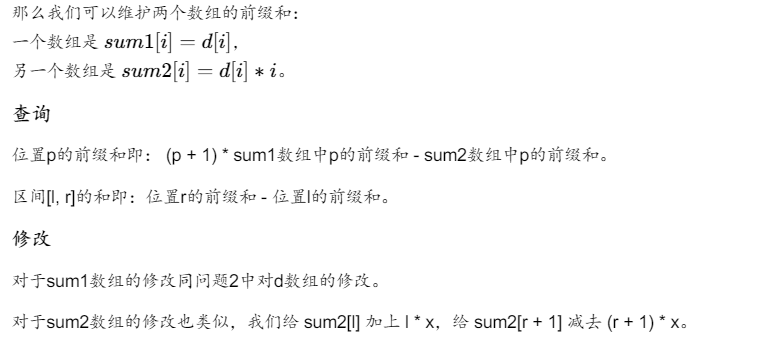 那么我们可以维护两个数组的前缀和：
一个数组是 sum1[i] = d[i]，
另一个数组是 sum2[i] = d[i] * i。
查询
位置p的前缀和即： (p + 1) * sum1数组中p的前缀和 - sum2数组中p的前缀和。
区间[l, r]的和即：位置r的前缀和 - 位置l的前缀和。
修改
对于sum1数组的修改同问题2中对d数组的修改。
对于sum2数组的修改也类似，我们给 sum2[l] 加上 l * x，给 sum2[r + 1] 减去 (r + 1) * x。